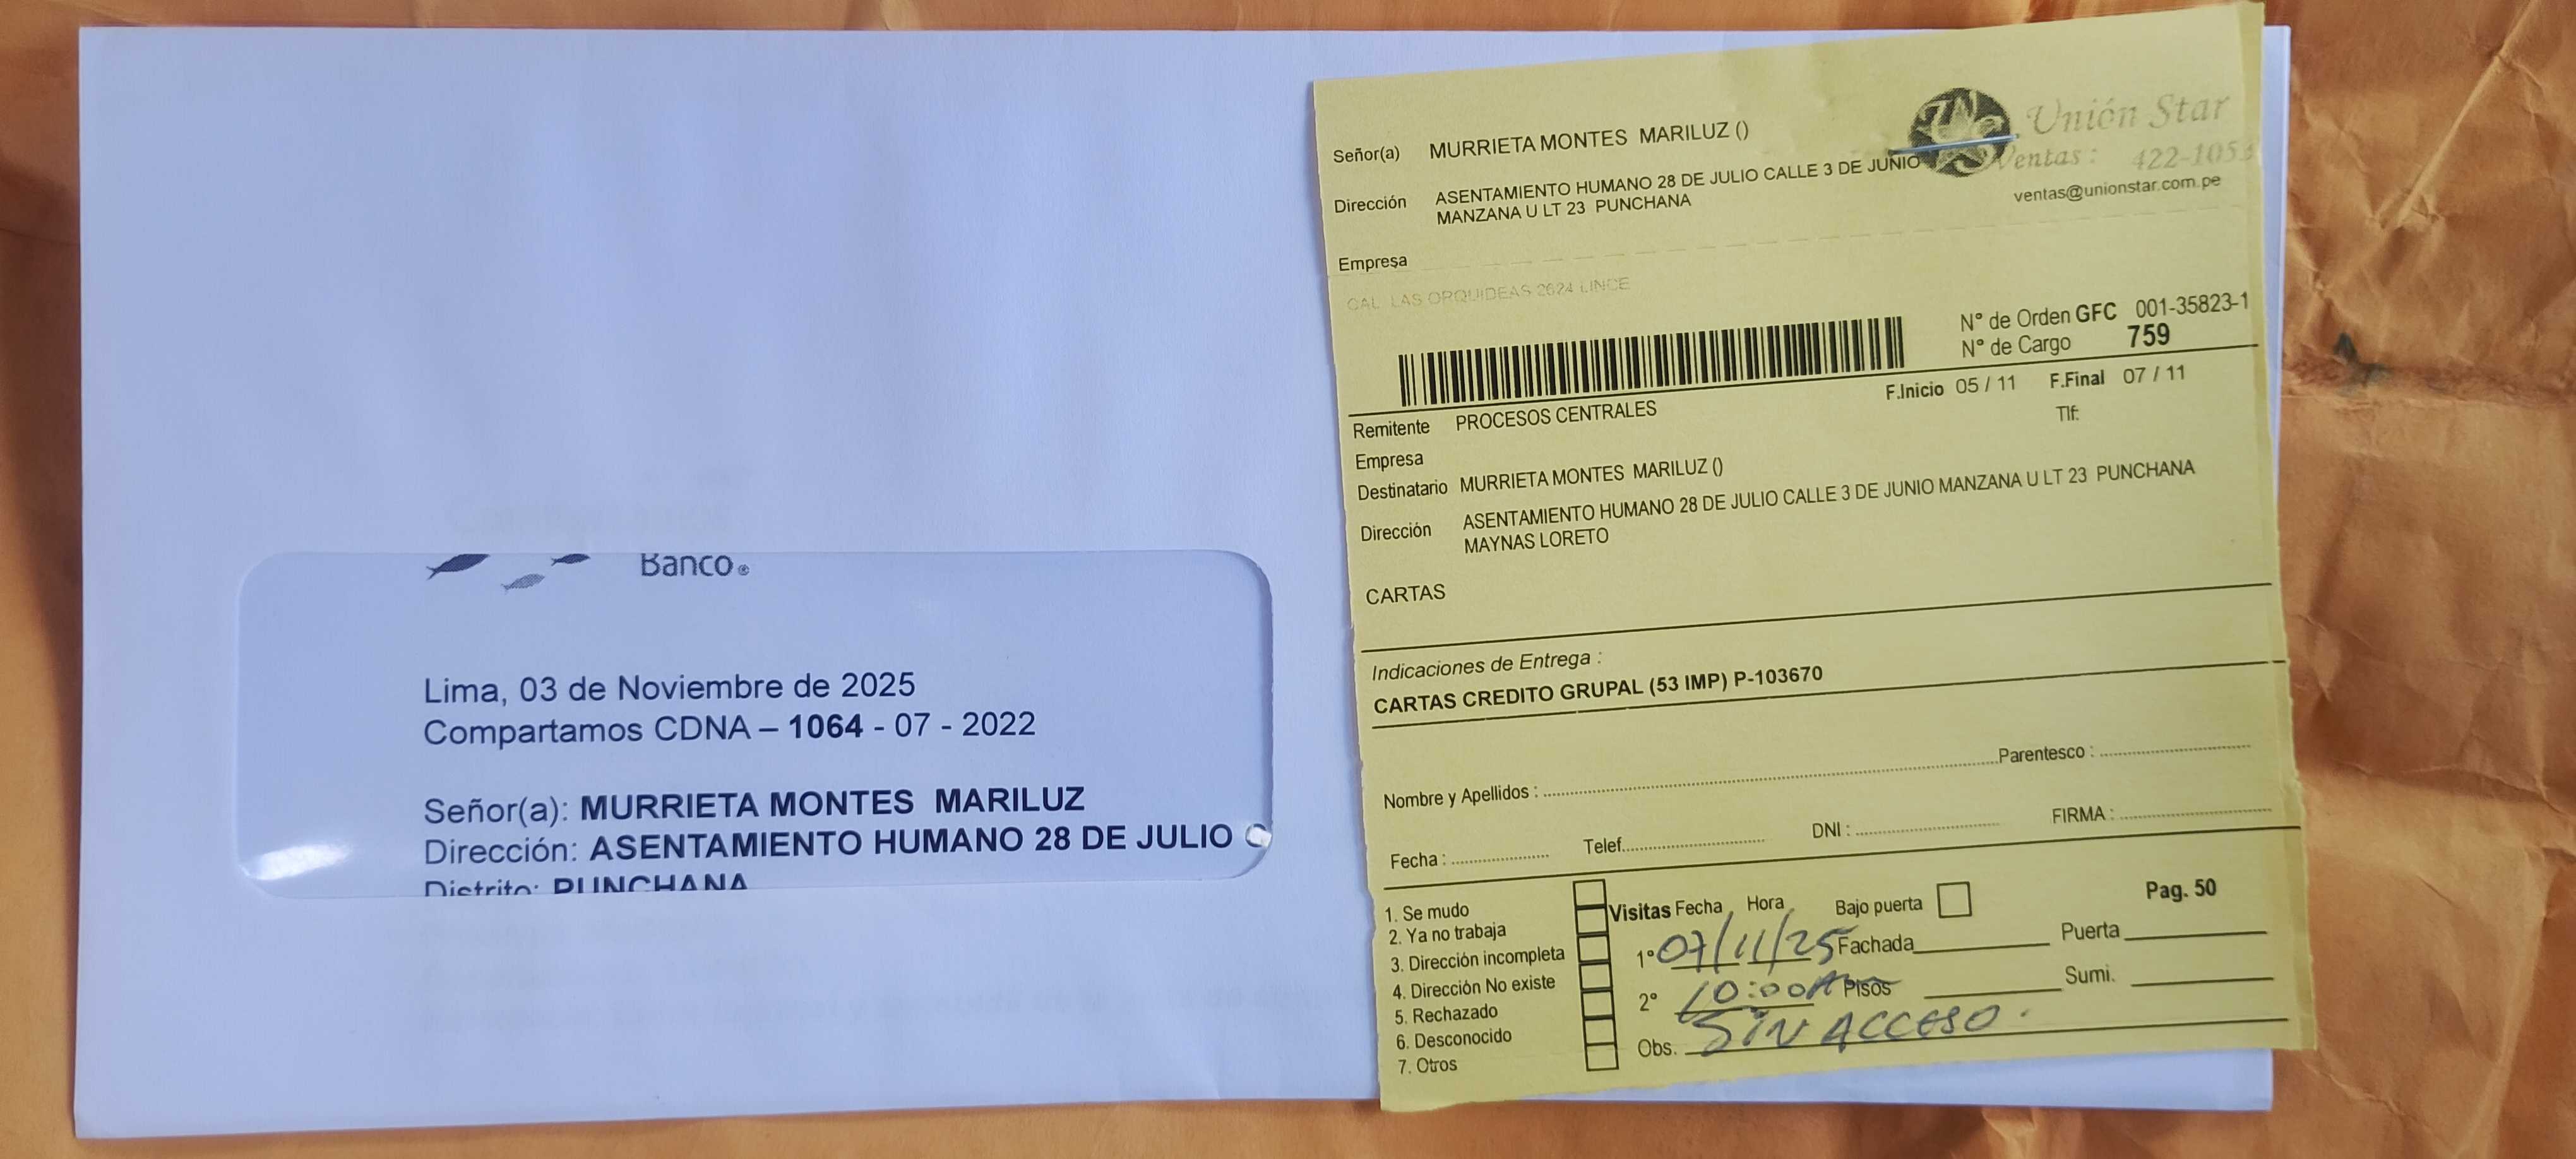 Banco
Lima, 03 de Noviembre de 2025
Compartamos CDNA – 1064 - 07 - 2022
Señor(a): MURRIETA MONTES MARILUZ
Dirección: ASENTAMIENTO HUMANO 28 DE JULIO C
Distrito: PUNCHANA
Unión Star
Ventas: 422-1053
ventas@unionstar.com.pe
Señor(a) MURRIETA MONTES MARILUZ ()
Dirección ASENTAMIENTO HUMANO 28 DE JULIO CALLE 3 DE JUNIO
MANZANA U LT 23 PUNCHANA
Empresa
CAL LAS ORQUIDEAS 2624 LINCE
N° de Orden GFC 001-35823-1
N° de Cargo 759
F.Inicio 05 / 11 F.Final 07 / 11
Remitente PROCESOS CENTRALES
Tlf:
Empresa
Destinatario MURRIETA MONTES MARILUZ ()
Dirección ASENTAMIENTO HUMANO 28 DE JULIO CALLE 3 DE JUNIO MANZANA U LT 23 PUNCHANA
MAYNAS LORETO
CARTAS
Indicaciones de Entrega :
CARTAS CREDITO GRUPAL (53 IMP) P-103670
Nombre y Apellidos : Parentesco :
Fecha : Telef. DNI : FIRMA :
1. Se mudo
2. Ya no trabaja
3. Dirección incompleta
4. Dirección No existe
5. Rechazado
6. Desconocido
7. Otros
Visitas Fecha Hora Bajo puerta Pag. 50
1° 07/11/25 Fachada Puerta
2° 10:00A Pisos Sumi.
Obs. SIN ACCESO.